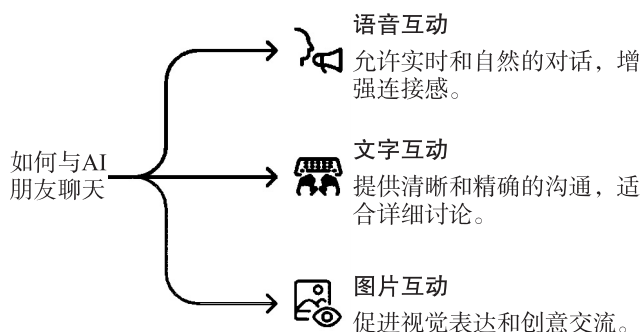 语音互动
允许实时和自然的对话，增
强连接感。
如何与AI
朋友聊天
文字互动
提供清晰和精确的沟通，适
合详细讨论。
图片互动
促进视觉表达和创意交流。